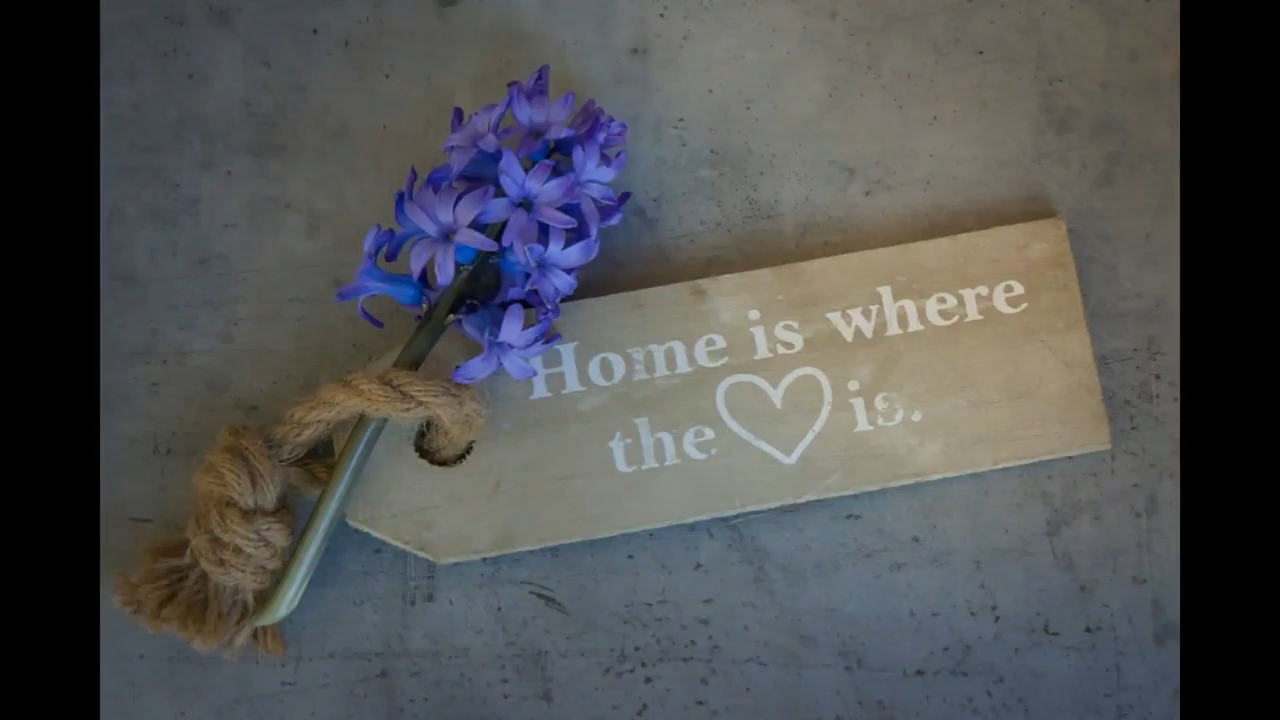 Home is where
the ♡ is.